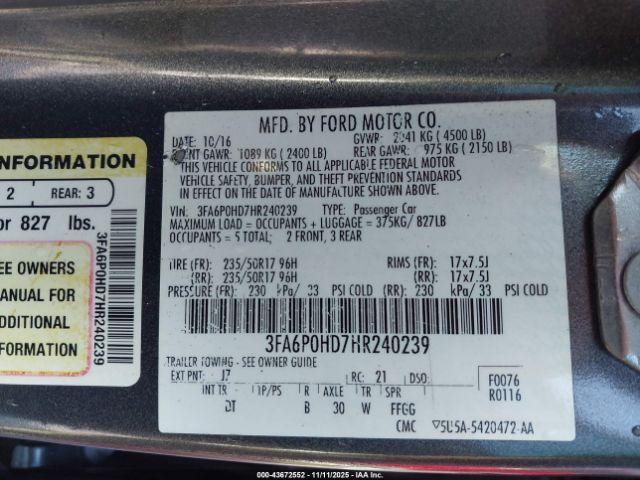 MFD. BY FORD MOTOR CO.
DATE: 10/16 GVWR: 2041 KG ( 4500 LB)
FRONT GAWR: 1089 KG ( 2400 LB) REAR GAWR: 975 KG ( 2150 LB)
THIS VEHICLE CONFORMS TO ALL APPLICABLE FEDERAL MOTOR
VEHICLE SAFETY, BUMPER, AND THEFT PREVENTION STANDARDS
IN EFFECT ON THE DATE OF MANUFACTURE SHOWN ABOVE.
VIN: 3FA6P0HD7HR240239 TYPE: Passenger Car
MAXIMUM LOAD = OCCUPANTS + LUGGAGE = 375KG/ 827LB
OCCUPANTS = 5 TOTAL; 2 FRONT, 3 REAR
TIRE (FR): 235/50R17 96H RIMS (FR): 17x7.5J
(RR): 235/50R17 96H (RR): 17x7.5J
PRESSURE (FR): 230 kPa/ 33 PSI COLD (RR): 230 kPa/ 33 PSI COLD
3FA6P0HD7HR240239
TRAILER TOWING - SEE OWNER GUIDE
EXT PNT: J7 RC: 21 DSO: F0076
R0116
INT TR TP/PS R AXLE TR SPR
DT B 30 W FFGG
CMC 5U5A-5420472-AA
INFORMATION
2 REAR: 3
or 827 lbs.
EE OWNERS
MANUAL FOR
ADDITIONAL
FORMATION
3FA6P0HD7HR240239
000-43672552 - 11/11/2025 - IAAI.COM